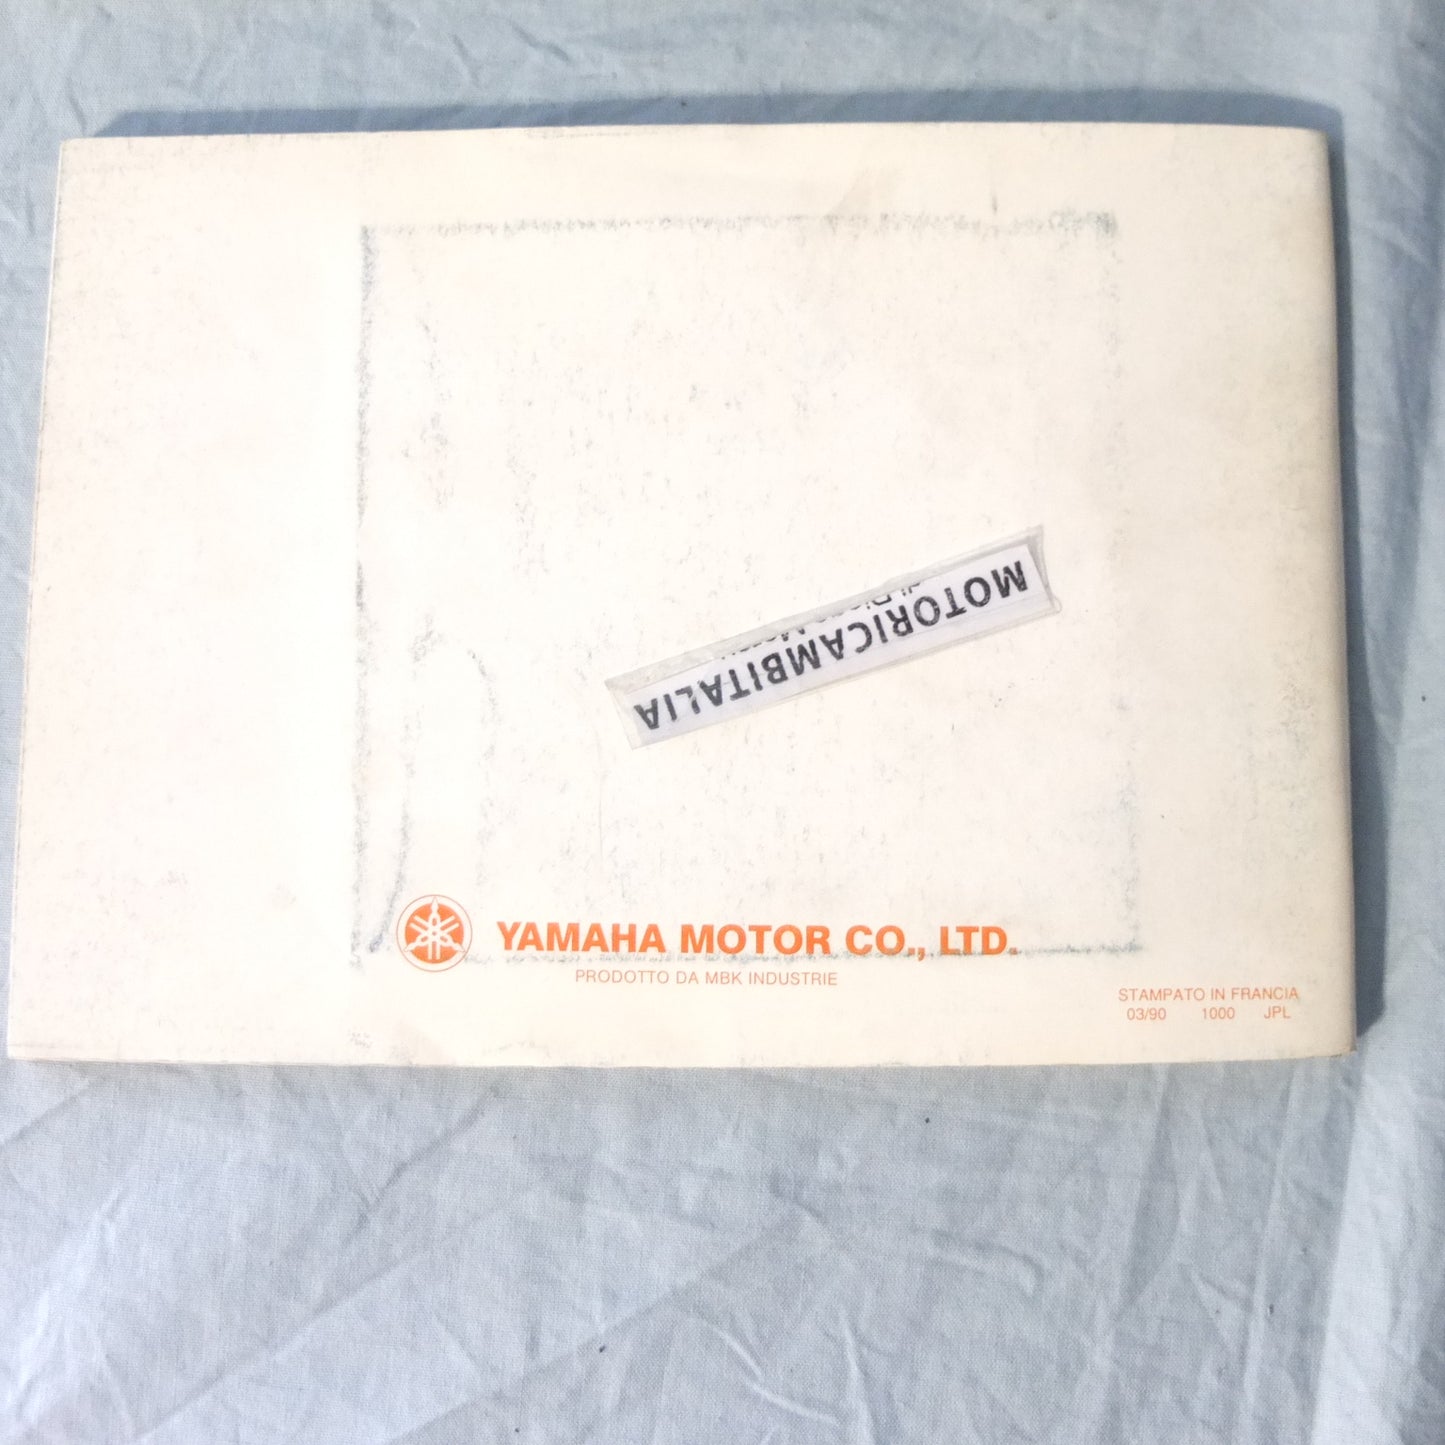 MOTORICAMBITALIA
YAMAHA MOTOR CO., LTD.
PRODOTTO DA MBK INDUSTRIE
STAMPATO IN FRANCIA
03/90 1000 JPL